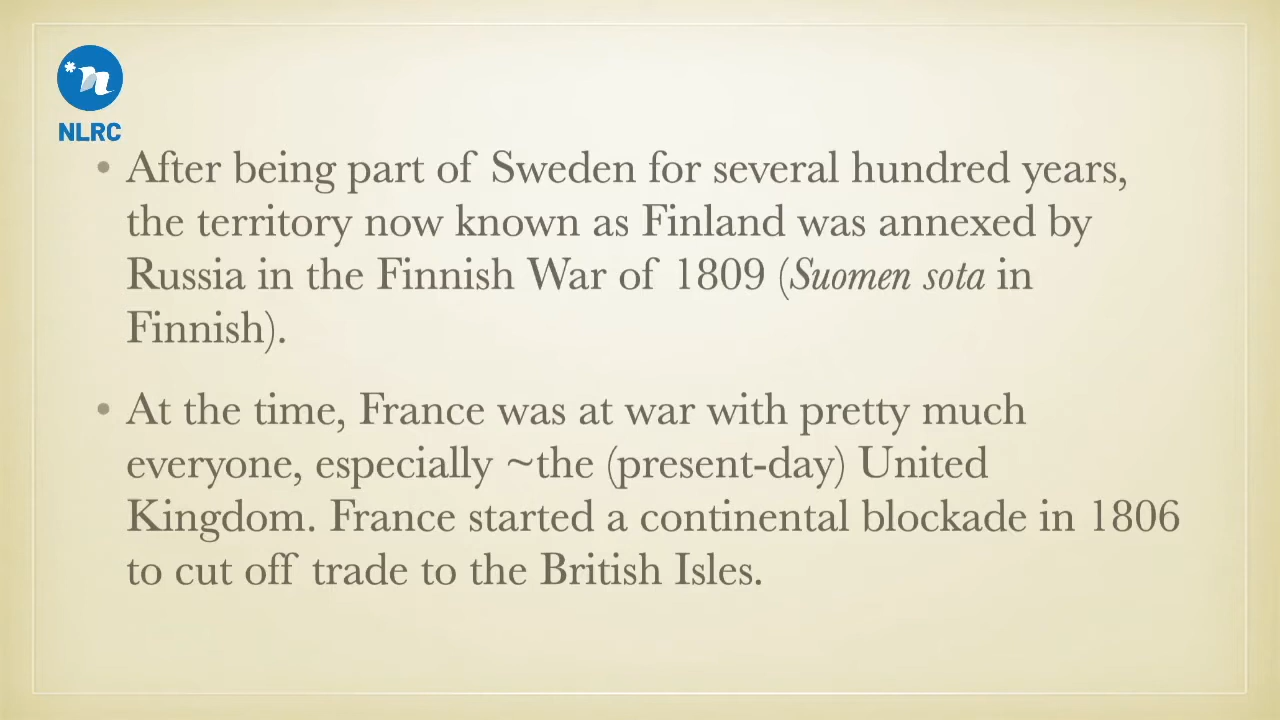 NLRC
• After being part of Sweden for several hundred years,
the territory now known as Finland was annexed by
Russia in the Finnish War of 1809 (Suomen sota in
Finnish).
• At the time, France was at war with pretty much
everyone, especially ~the (present-day) United
Kingdom. France started a continental blockade in 1806
to cut off trade to the British Isles.